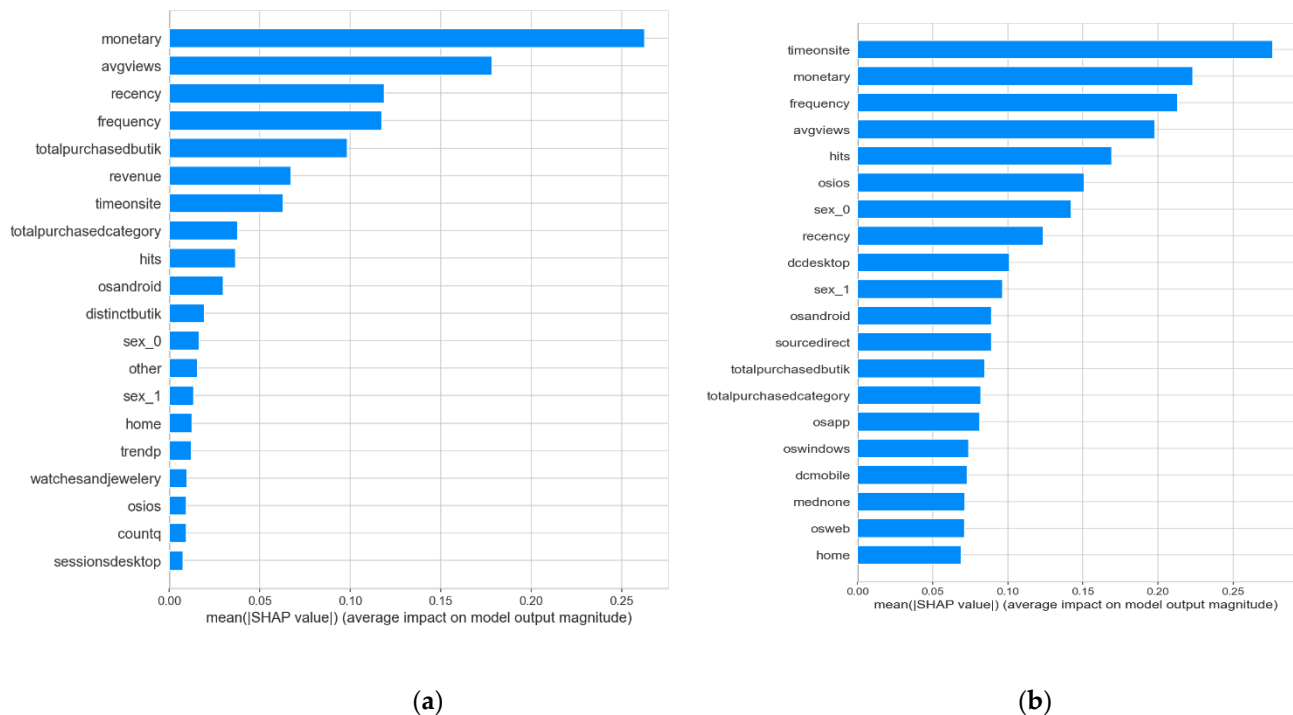 monetary
avgviews
recency
frequency
totalpurchasedbutik
revenue
timeonsite
totalpurchasedcategory
hits
osandroid
distinctbutik
sex_0
other
sex_1
home
trendp
watchesandjewelery
osios
countq
sessionsdesktop
0.00 0.05 0.10 0.15 0.20 0.25
mean(|SHAP value|) (average impact on model output magnitude)
(a)
timeonsite
monetary
frequency
avgviews
hits
osios
sex_0
recency
dcdesktop
sex_1
osandroid
sourcedirect
totalpurchasedbutik
totalpurchasedcategory
osapp
oswindows
dcmobile
mednone
osweb
home
0.00 0.05 0.10 0.15 0.20 0.25
mean(|SHAP value|) (average impact on model output magnitude)
(b)